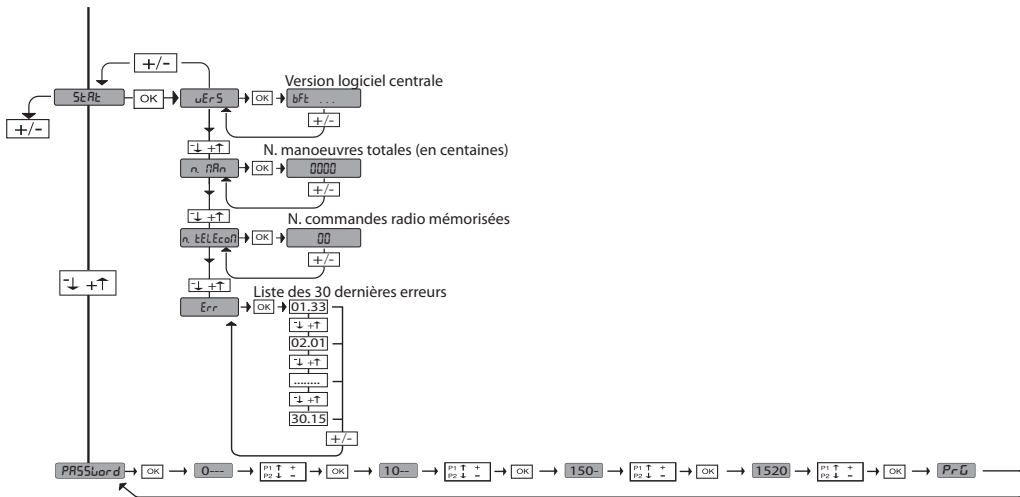 +/-
Version logiciel centrale
StAt OK vErS OK bFt ...
+/- +/-
-↓ +↑ N. manoeuvres totales (en centaines)
n. MAn OK 0000
+/-
-↓ +↑ N. commandes radio mémorisées
n. tELEcoM OK 00
+/-
-↓ +↑ -↓ +↑
Liste des 30 dernières erreurs
Err OK 01.33
-↓ +↑
02.01
-↓ +↑
........
-↓ +↑
30.15
+/-
PASSword OK 0--- P1 ↑ + P2 ↓ - OK 10-- P1 ↑ + P2 ↓ - OK 150- P1 ↑ + P2 ↓ - OK 1520 P1 ↑ + P2 ↓ - OK PrG